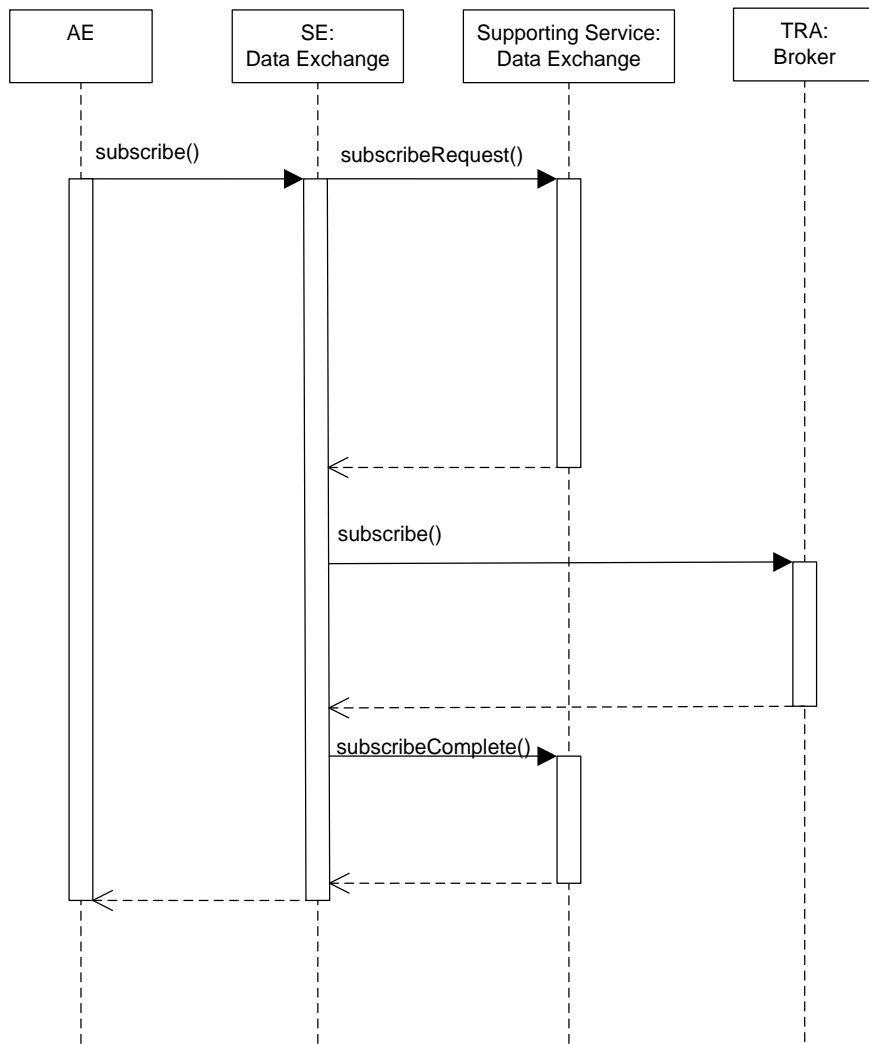 AE
SE:
Data Exchange
Supporting Service:
Data Exchange
TRA:
Broker
subscribe()
subscribeRequest()
subscribe()
subscribeComplete()